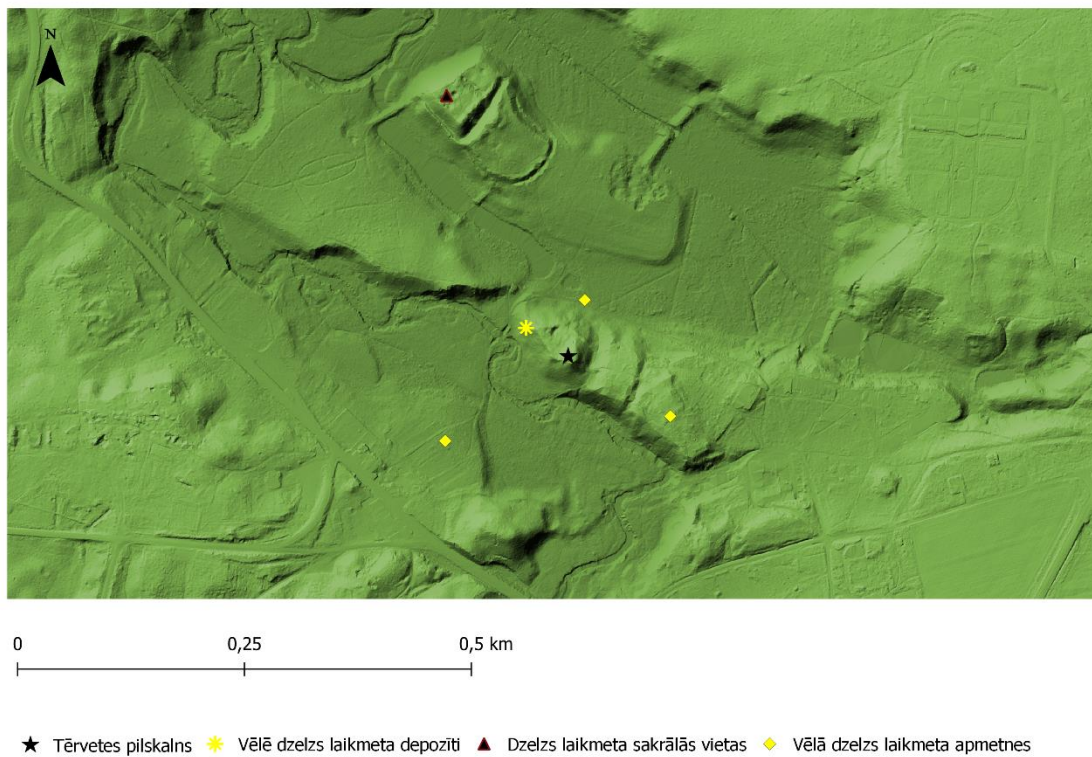 N
0 0,25 0,5 km
Tērvetes pilskalns Vēlē dzelzs laikmeta depozīti Dzelzs laikmeta sakrālās vietas Vēlā dzelzs laikmeta apmetnes